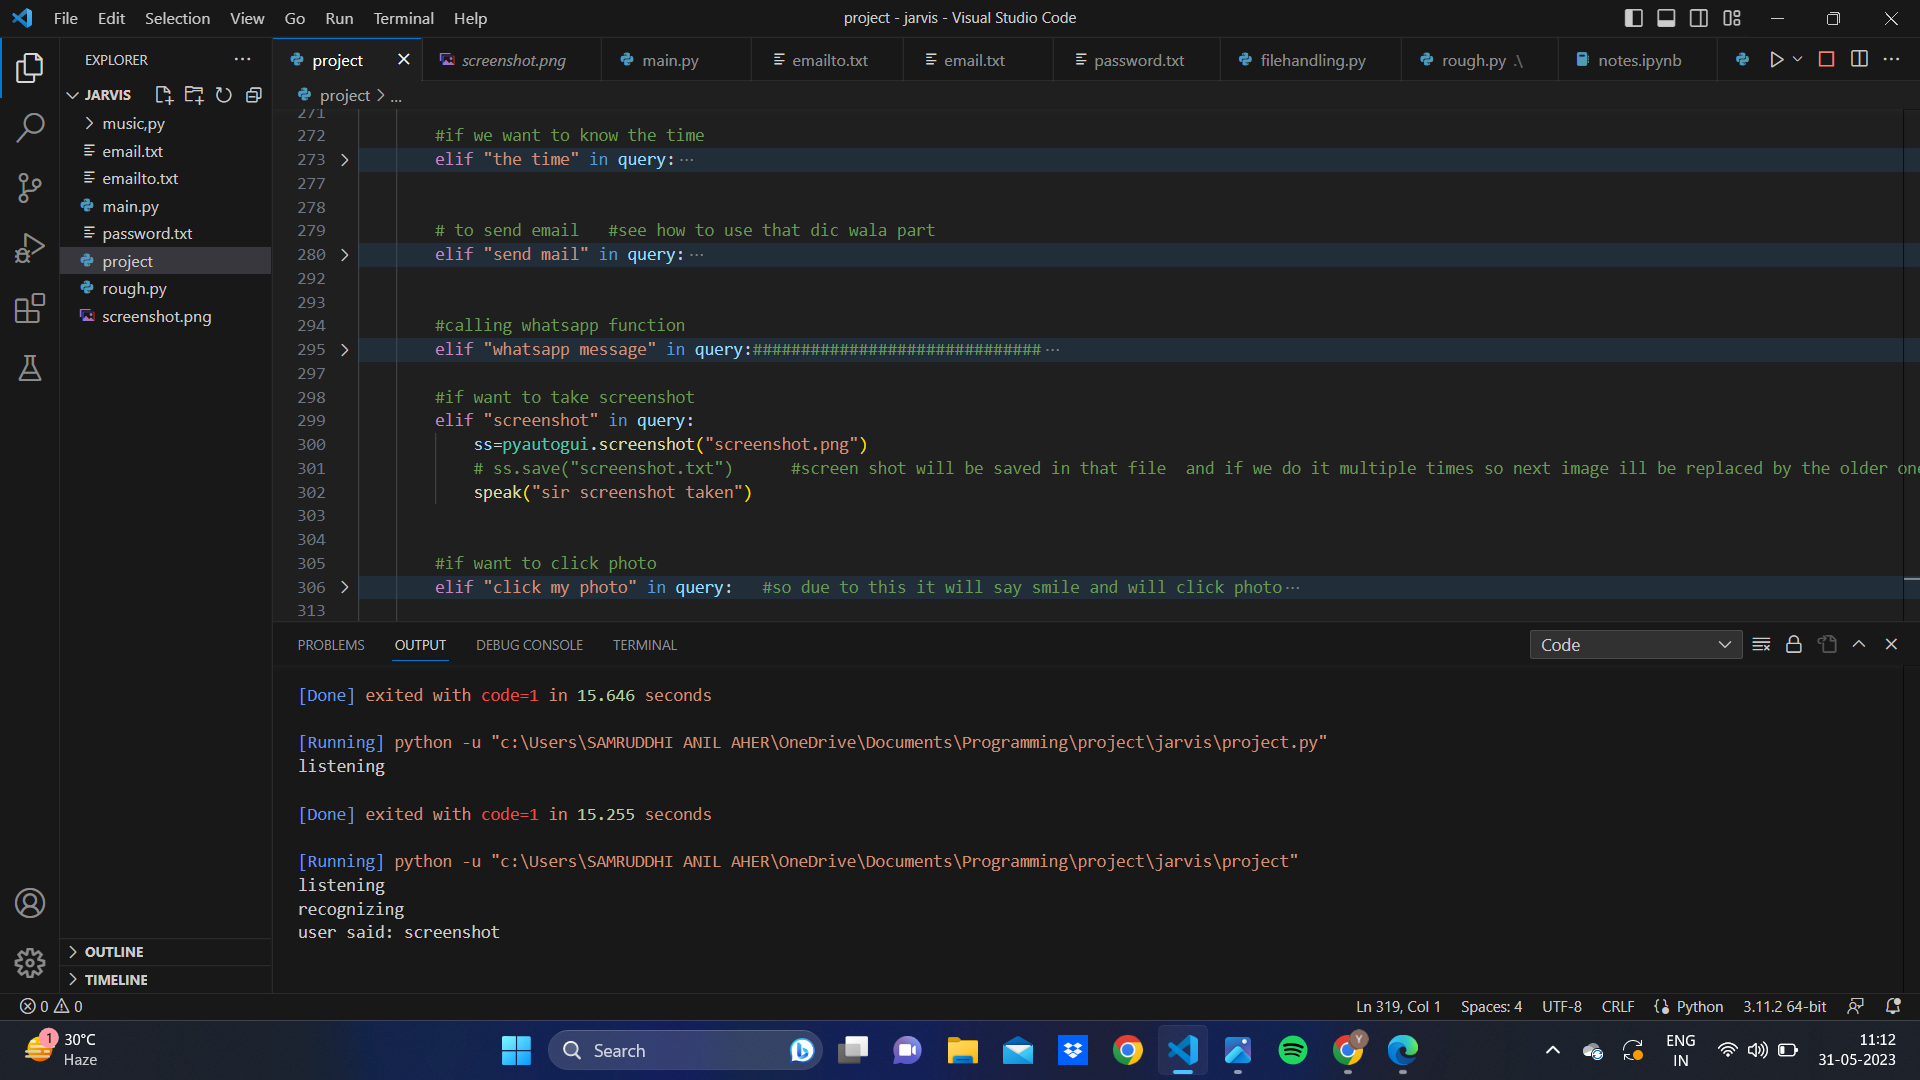 File Edit Selection View Go Run Terminal Help
project - jarvis - Visual Studio Code
EXPLORER
project
screenshot.png
main.py
emailto.txt
email.txt
password.txt
filehandling.py
rough.py .\
notes.ipynb
JARVIS
project > ...
music,py
email.txt
emailto.txt
main.py
password.txt
project
rough.py
screenshot.png
271
272 #if we want to know the time
273 elif "the time" in query:...
277
278
279 # to send email   #see how to use that dic wala part
280 elif "send mail" in query:...
292
293
294 #calling whatsapp function
295 elif "whatsapp message" in query:##############################...
297
298 #if want to take screenshot
299 elif "screenshot" in query:
300 ss=pyautogui.screenshot("screenshot.png")
301 # ss.save("screenshot.txt")      #screen shot will be saved in that file  and if we do it multiple times so next image ill be replaced by the older one
302 speak("sir screenshot taken")
303
304
305 #if want to click photo
306 elif "click my photo" in query:   #so due to this it will say smile and will click photo...
313
PROBLEMS OUTPUT DEBUG CONSOLE TERMINAL
Code
[Done] exited with code=1 in 15.646 seconds
[Running] python -u "c:\Users\SAMRUDDHI ANIL AHER\OneDrive\Documents\Programming\project\jarvis\project.py"
listening
[Done] exited with code=1 in 15.255 seconds
[Running] python -u "c:\Users\SAMRUDDHI ANIL AHER\OneDrive\Documents\Programming\project\jarvis\project"
listening
recognizing
user said: screenshot
OUTLINE
TIMELINE
0 0
Ln 319, Col 1 Spaces: 4 UTF-8 CRLF Python 3.11.2 64-bit
1
30°C
Haze
Search
Y
ENG
IN
11:12
31-05-2023